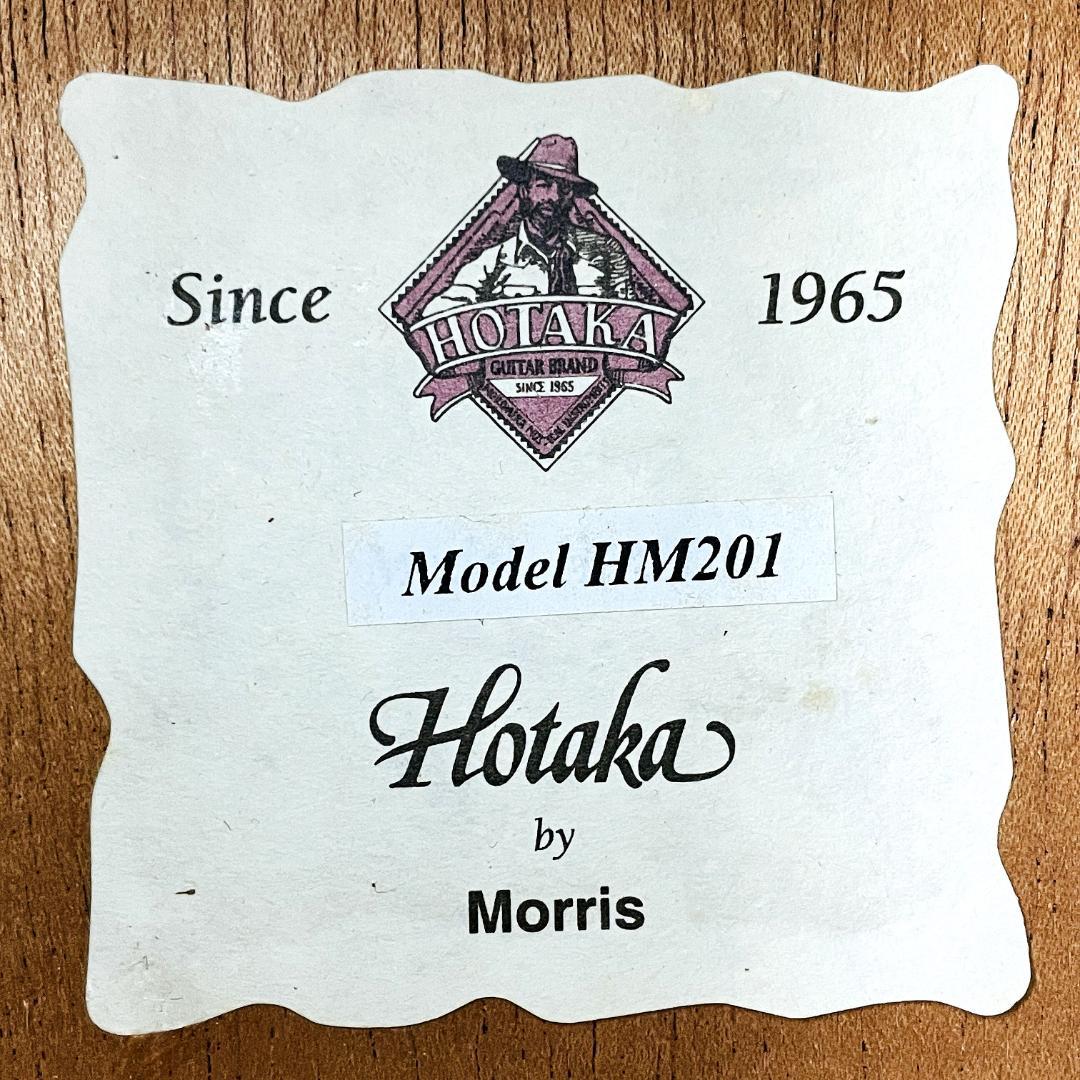 Since 1965
HOTAKA
GUITAR BRAND
SINCE 1965
Model HM201
Hotaka
by
Morris